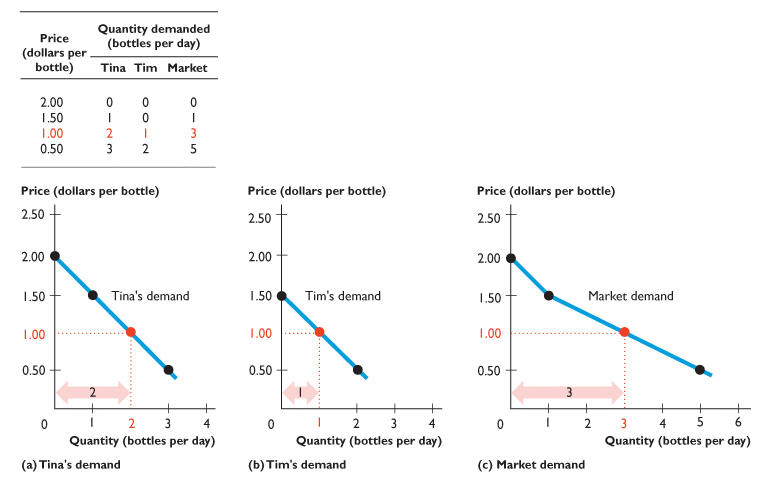 Quantity demanded
(bottles per day)
Price
(dollars per
bottle)
Tina Tim Market
2.00 0 0 0
1.50 1 0 1
1.00 2 1 3
0.50 3 2 5
Price (dollars per bottle)
2.50
2.00
1.50
1.00
0.50
0
Tina's demand
2
1 2 3 4
Quantity (bottles per day)
(a) Tina's demand
Price (dollars per bottle)
2.50
2.00
1.50
1.00
0.50
0
Tim's demand
1
1 2 3 4
Quantity (bottles per day)
(b) Tim's demand
Price (dollars per bottle)
2.50
2.00
1.50
1.00
0.50
0
Market demand
3
1 2 3 4 5 6
Quantity (bottles per day)
(c) Market demand